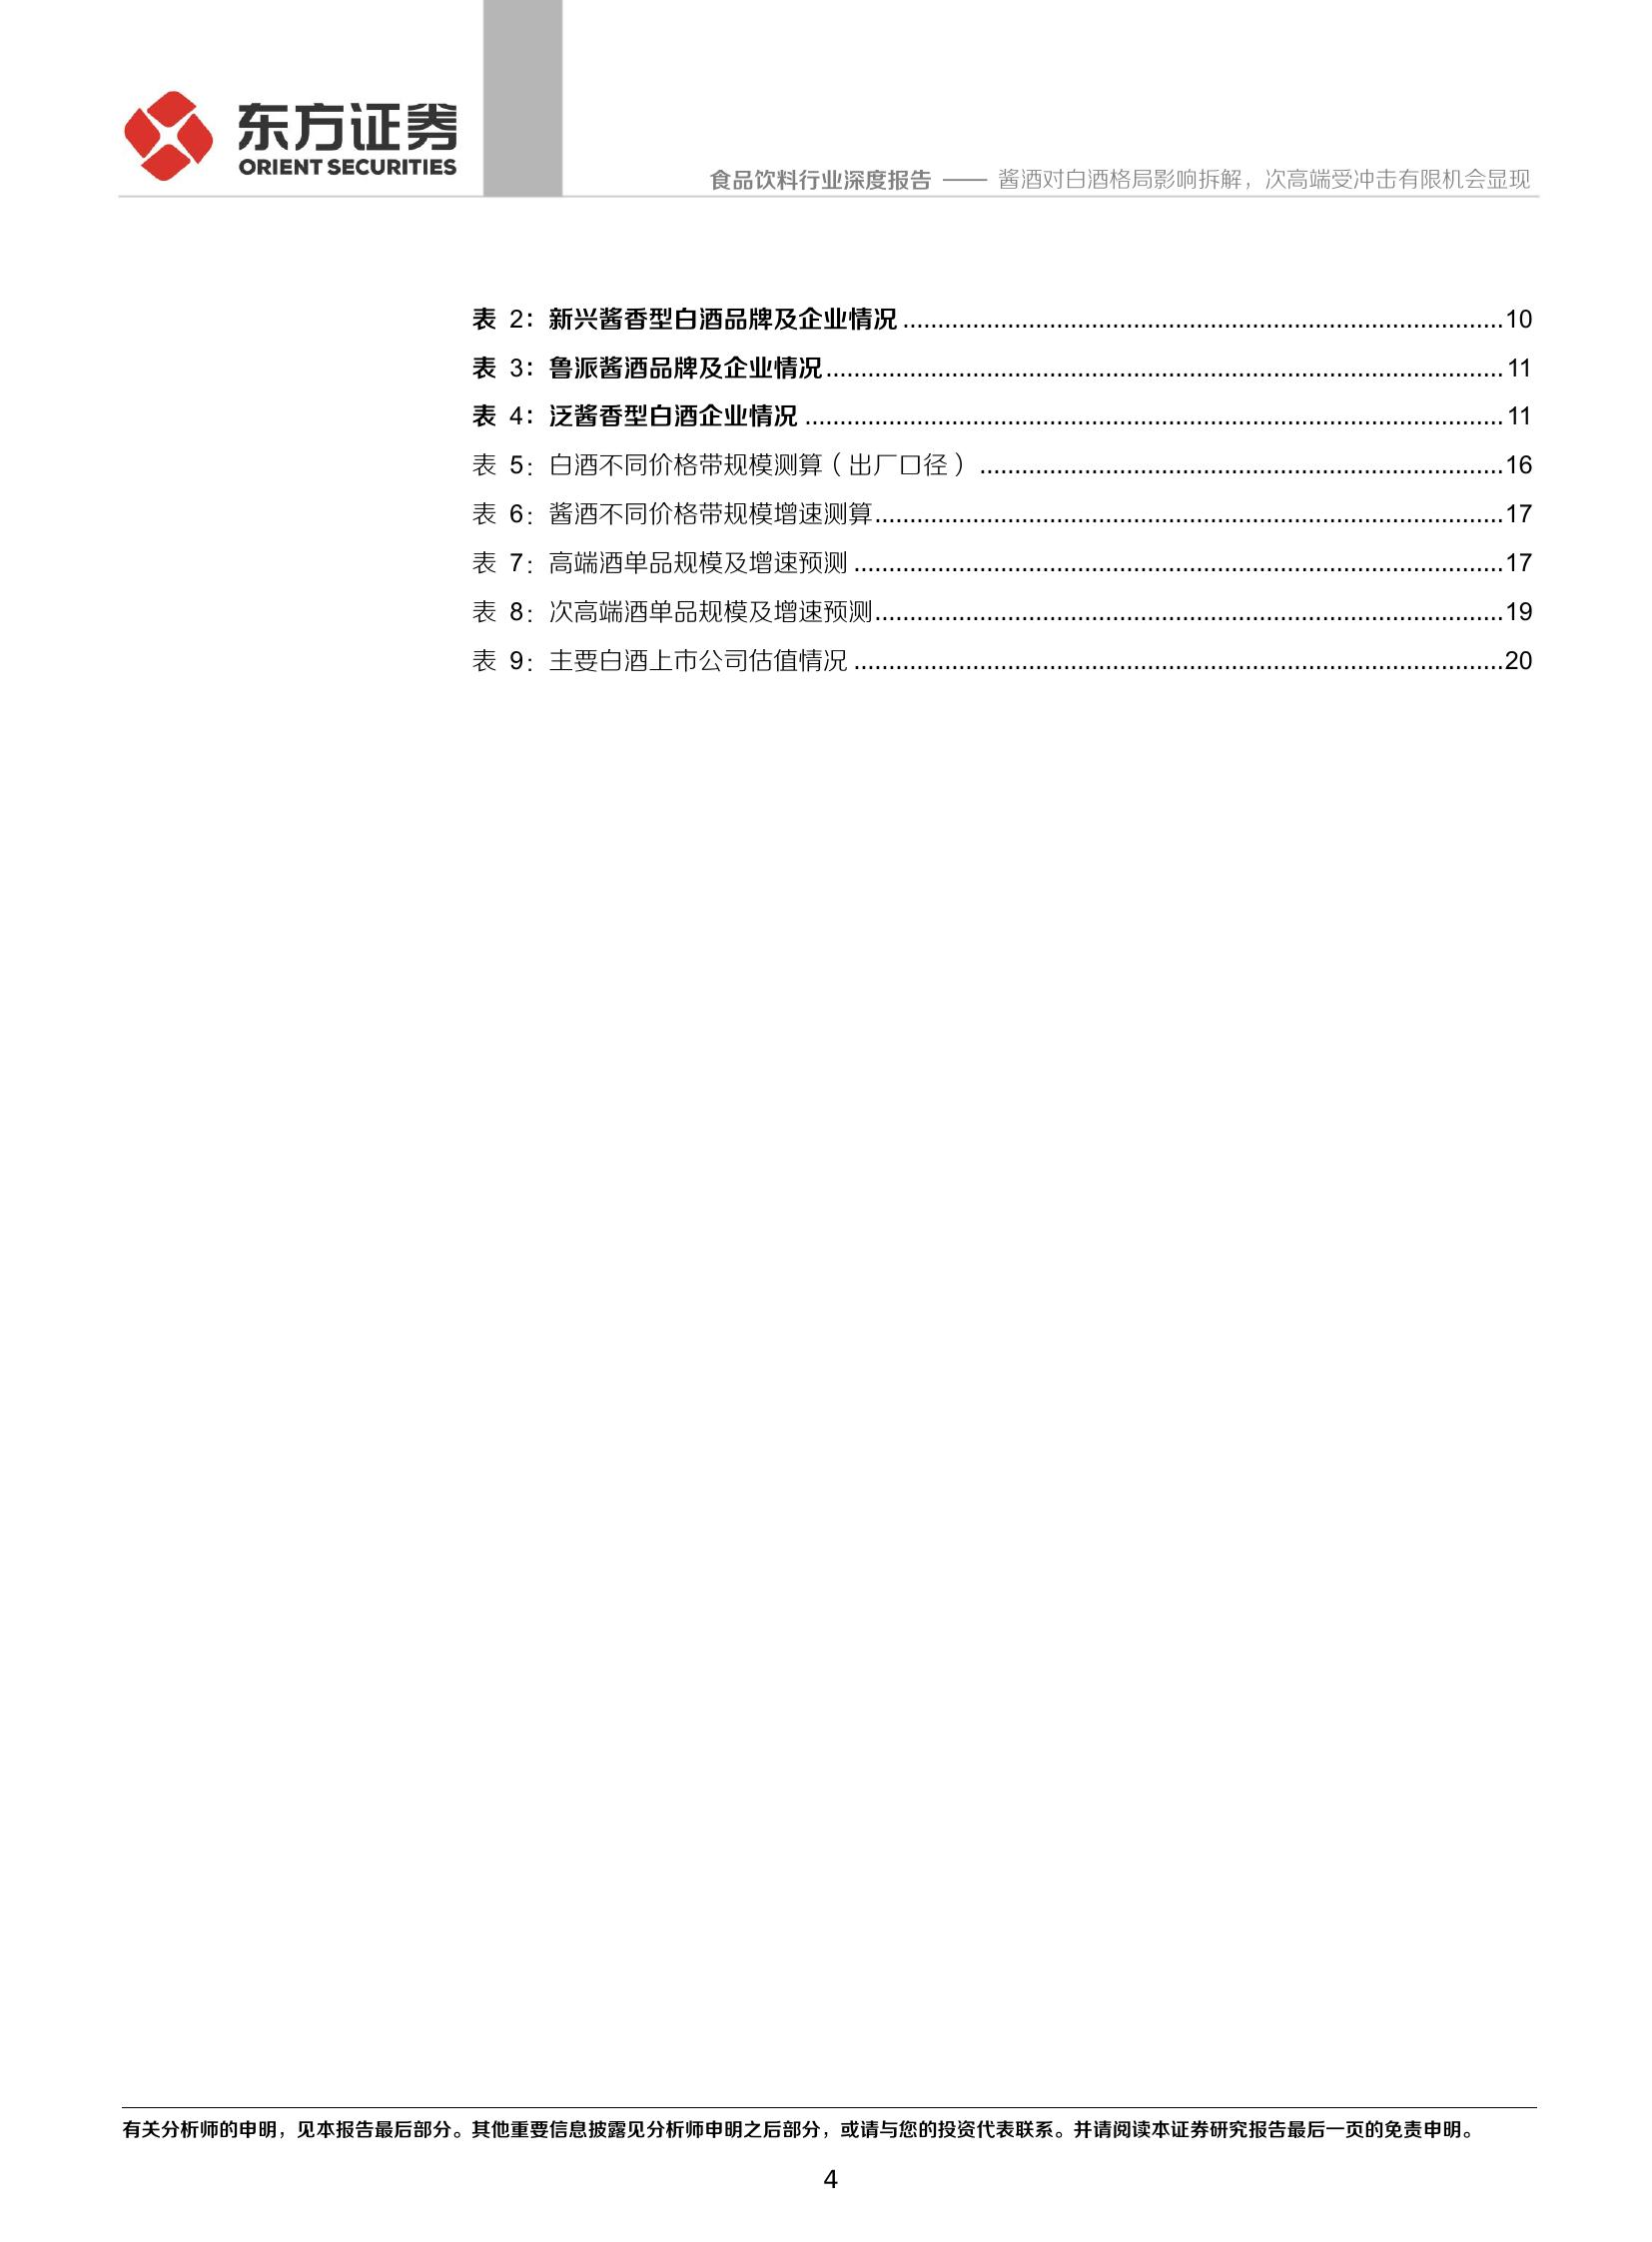 东方证券
ORIENT SECURITIES
食品饮料行业深度报告 —— 酱酒对白酒格局影响拆解，次高端受冲击有限机会显现
表 2：新兴酱香型白酒品牌及企业情况 ........................................................................................10
表 3：鲁派酱酒品牌及企业情况................................................................................................... 11
表 4：泛酱香型白酒企业情况 ...................................................................................................... 11
表 5：白酒不同价格带规模测算（出厂口径） .............................................................................16
表 6：酱酒不同价格带规模增速测算............................................................................................17
表 7：高端酒单品规模及增速预测 ...............................................................................................17
表 8：次高端酒单品规模及增速预测............................................................................................19
表 9：主要白酒上市公司估值情况 ...............................................................................................20
有关分析师的申明，见本报告最后部分。其他重要信息披露见分析师申明之后部分，或请与您的投资代表联系。并请阅读本证券研究报告最后一页的免责申明。
4